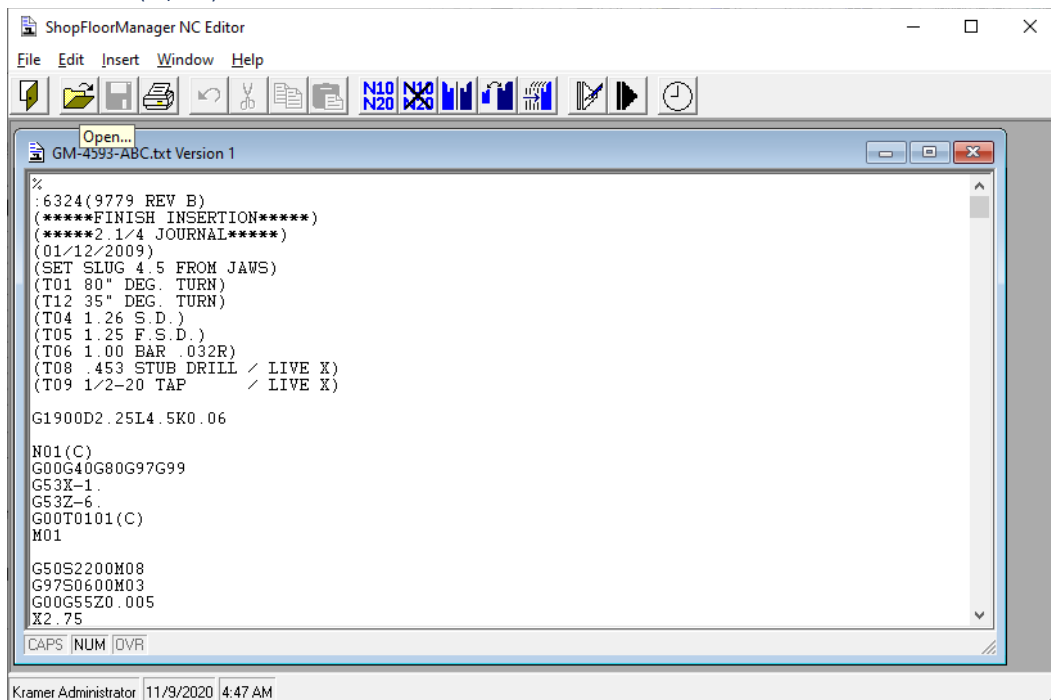 ShopFloorManager NC Editor
File Edit Insert Window Help
N10 N10
N20 N20
Open...
GM-4593-ABC.txt Version 1
%
:6324(9779 REV B)
(*****FINISH INSERTION*****)
(*****2.1/4 JOURNAL*****)
(01/12/2009)
(SET SLUG 4.5 FROM JAWS)
(T01 80" DEG. TURN)
(T12 35" DEG. TURN)
(T04 1.26 S.D.)
(T05 1.25 F.S.D.)
(T06 1.00 BAR .032R)
(T08 .453 STUB DRILL / LIVE X)
(T09 1/2-20 TAP / LIVE X)
G1900D2.25L4.5K0.06
N01(C)
G00G40G80G97G99
G53X-1.
G53Z-6.
G00T0101(C)
M01
G50S2200M08
G97S0600M03
G00G55Z0.005
X2.75
CAPS NUM OVR
Kramer Administrator 11/9/2020 4:47 AM